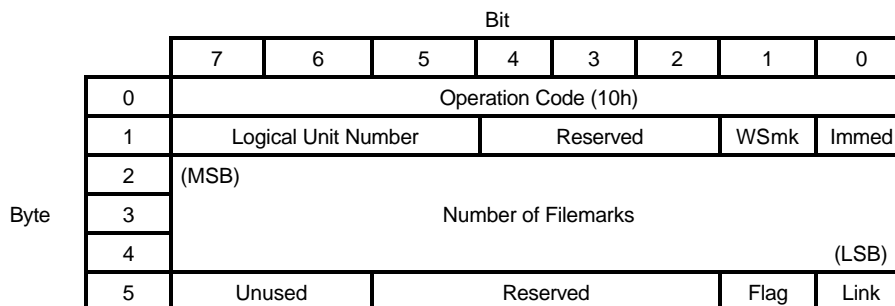 Bit
7 6 5 4 3 2 1 0
0 Operation Code (10h)
1 Logical Unit Number Reserved WSmk Immed
2 (MSB)
Byte 3 Number of Filemarks
4 (LSB)
5 Unused Reserved Flag Link